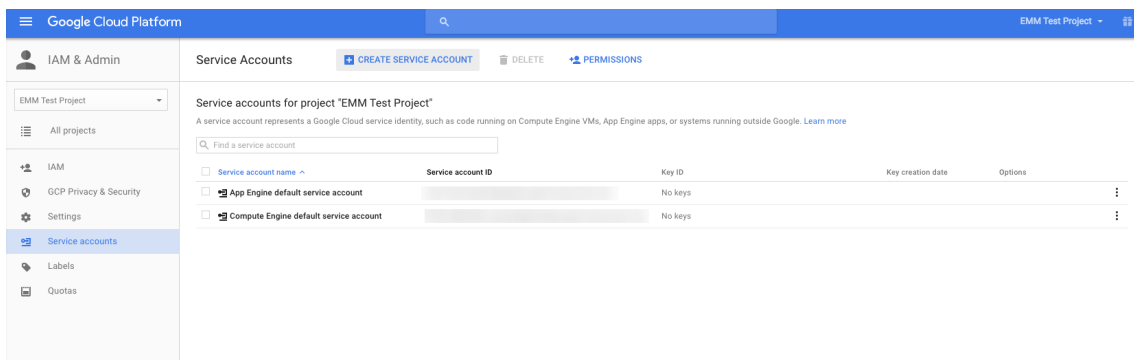 Google Cloud Platform
EMM Test Project
IAM & Admin
Service Accounts
CREATE SERVICE ACCOUNT
DELETE
PERMISSIONS
EMM Test Project
All projects
IAM
GCP Privacy & Security
Settings
Service accounts
Labels
Quotas
Service accounts for project "EMM Test Project"
A service account represents a Google Cloud service identity, such as code running on Compute Engine VMs, App Engine apps, or systems running outside Google. Learn more
Find a service account
Service account name Service account ID Key ID Key creation date Options
App Engine default service account No keys
Compute Engine default service account No keys